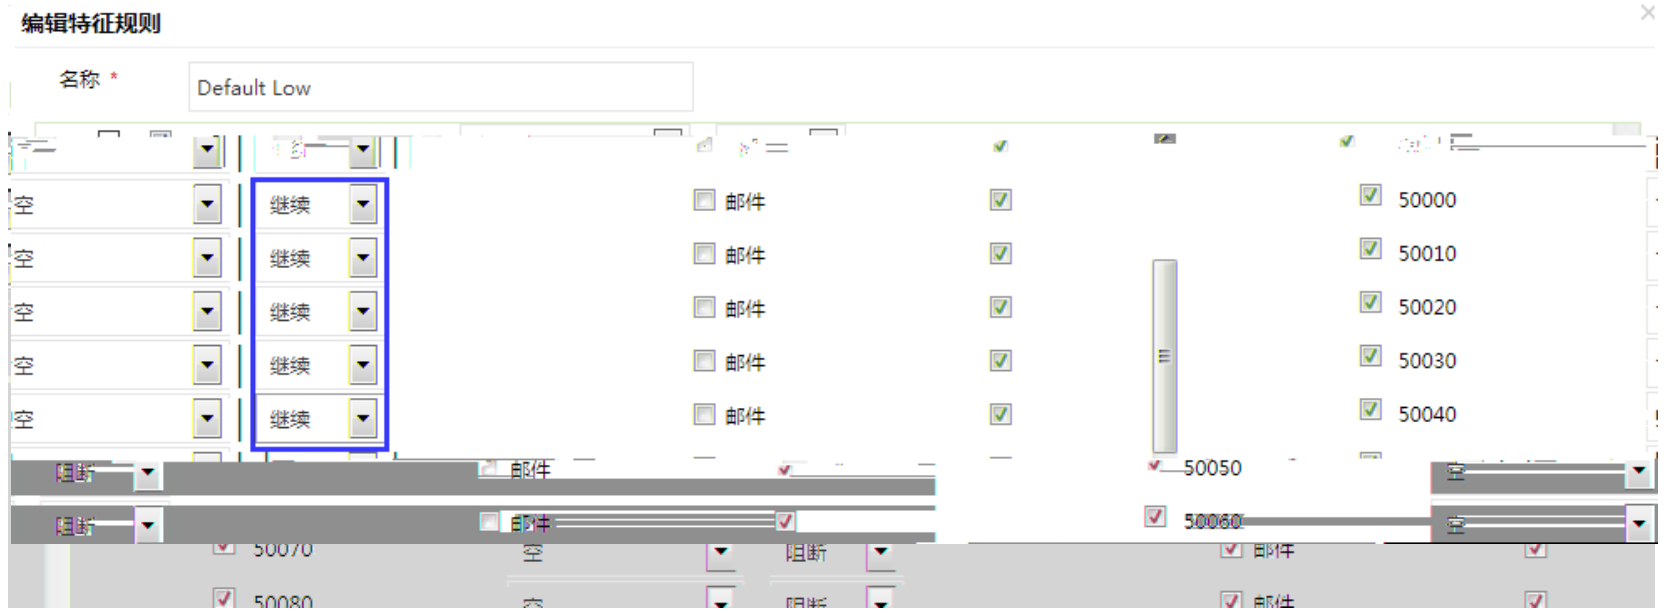 编辑特征规则
名称 *
Default Low
空 继续 邮件 50000
空 继续 邮件 50010
空 继续 邮件 50020
空 继续 邮件 50030
空 继续 邮件 50040
阻断 邮件 50050 空
阻断 邮件 50060 空
50070 空 阻断 邮件
50080 空 阻断 邮件